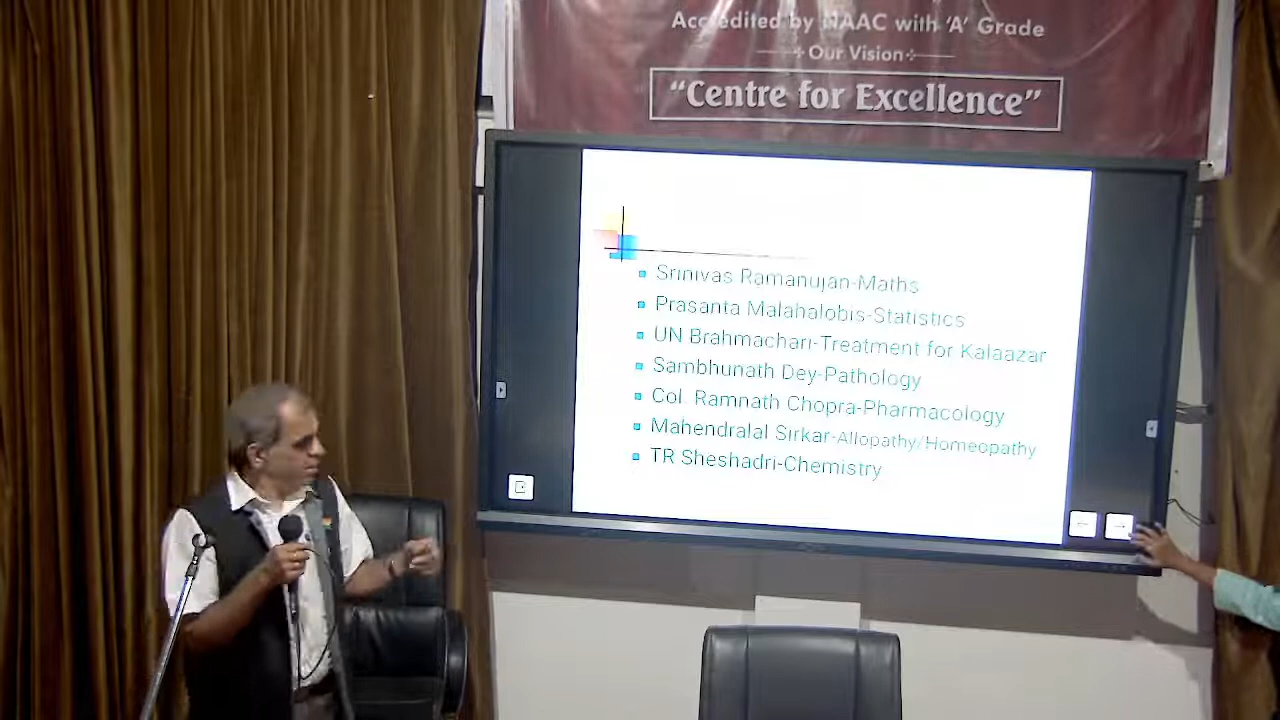 Accredited by NAAC with 'A' Grade
Our Vision
"Centre for Excellence"
Srinivas Ramanujan-Maths
Prasanta Malahalobis-Statistics
UN Brahmachari-Treatment for Kalaazar
Sambhunath Dey-Pathology
Col. Ramnath Chopra-Pharmacology
Mahendralal Sirkar-Allopathy/Homeopathy
TR Sheshadri-Chemistry